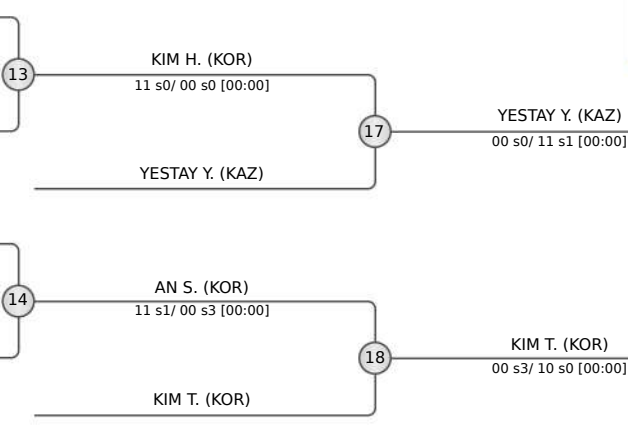 KIM H. (KOR)
13
11 s0/ 00 s0 [00:00]
YESTAY Y. (KAZ)
17
00 s0/ 11 s1 [00:00]
YESTAY Y. (KAZ)
AN S. (KOR)
14
11 s1/ 00 s3 [00:00]
KIM T. (KOR)
18
00 s3/ 10 s0 [00:00]
KIM T. (KOR)